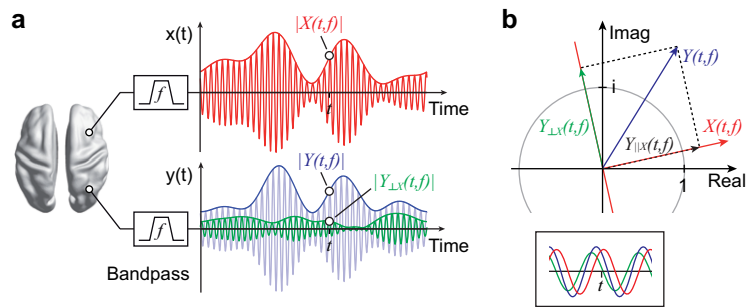 a
x(t)
|X(t,f)|
f
t
Time
y(t)
|Y(t,f)|
|Y⊥X(t,f)|
f
t
Time
Bandpass
b
Imag
Y(t,f)
i
Y⊥X(t,f)
Y||X(t,f)
X(t,f)
1
Real
t